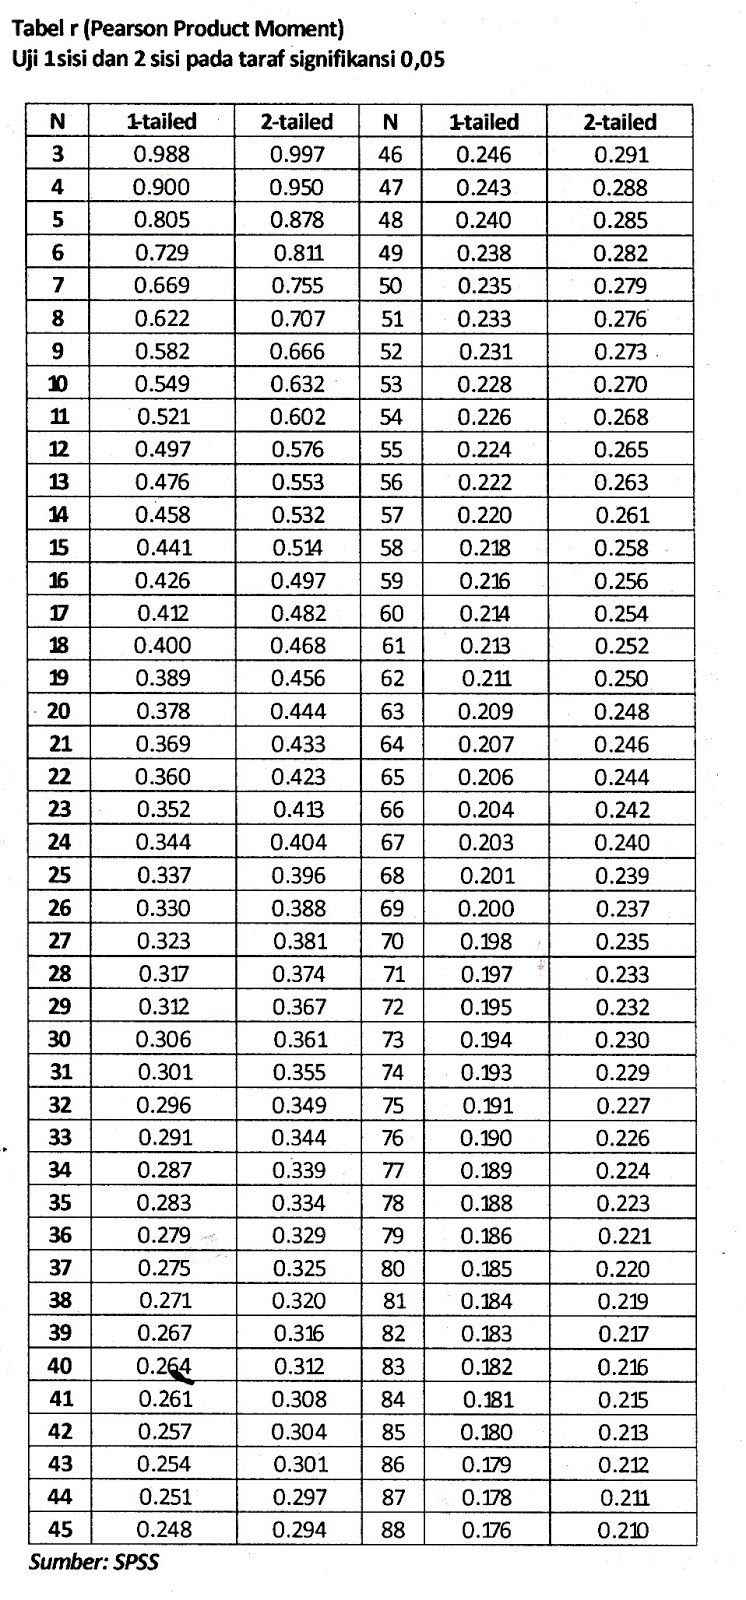 Tabel r (Pearson Product Moment)
Uji 1 sisi dan 2 sisi pada taraf signifikansi 0,05
N 1-tailed 2-tailed N 1-tailed 2-tailed
3 0.988 0.997 46 0.246 0.291
4 0.900 0.950 47 0.243 0.288
5 0.805 0.878 48 0.240 0.285
6 0.729 0.811 49 0.238 0.282
7 0.669 0.755 50 0.235 0.279
8 0.622 0.707 51 0.233 0.276
9 0.582 0.666 52 0.231 0.273
10 0.549 0.632 53 0.228 0.270
11 0.521 0.602 54 0.226 0.268
12 0.497 0.576 55 0.224 0.265
13 0.476 0.553 56 0.222 0.263
14 0.458 0.532 57 0.220 0.261
15 0.441 0.514 58 0.218 0.258
16 0.426 0.497 59 0.216 0.256
17 0.412 0.482 60 0.214 0.254
18 0.400 0.468 61 0.213 0.252
19 0.389 0.456 62 0.211 0.250
20 0.378 0.444 63 0.209 0.248
21 0.369 0.433 64 0.207 0.246
22 0.360 0.423 65 0.206 0.244
23 0.352 0.413 66 0.204 0.242
24 0.344 0.404 67 0.203 0.240
25 0.337 0.396 68 0.201 0.239
26 0.330 0.388 69 0.200 0.237
27 0.323 0.381 70 0.198 0.235
28 0.317 0.374 71 0.197 0.233
29 0.312 0.367 72 0.195 0.232
30 0.306 0.361 73 0.194 0.230
31 0.301 0.355 74 0.193 0.229
32 0.296 0.349 75 0.191 0.227
33 0.291 0.344 76 0.190 0.226
34 0.287 0.339 77 0.189 0.224
35 0.283 0.334 78 0.188 0.223
36 0.279 0.329 79 0.186 0.221
37 0.275 0.325 80 0.185 0.220
38 0.271 0.320 81 0.184 0.219
39 0.267 0.316 82 0.183 0.217
40 0.264 0.312 83 0.182 0.216
41 0.261 0.308 84 0.181 0.215
42 0.257 0.304 85 0.180 0.213
43 0.254 0.301 86 0.179 0.212
44 0.251 0.297 87 0.178 0.211
45 0.248 0.294 88 0.176 0.210
Sumber: SPSS